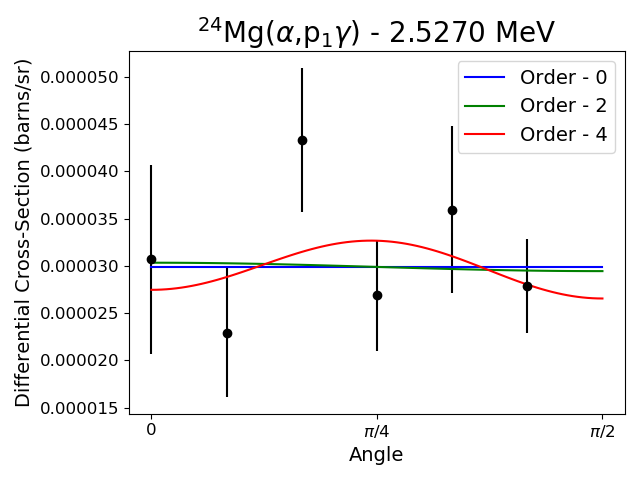 ²⁴Mg(α,p₁γ) - 2.5270 MeV
Differential Cross-Section (barns/sr)
0.000050
0.000045
0.000040
0.000035
0.000030
0.000025
0.000020
0.000015
Order - 0
Order - 2
Order - 4
0
π/4
π/2
Angle